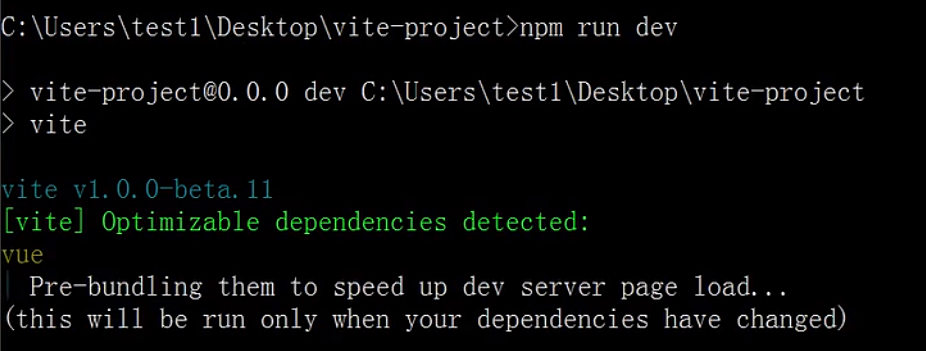 C:\Users\test1\Desktop\vite-project>npm run dev
> vite-project@0.0.0 dev C:\Users\test1\Desktop\vite-project
> vite
vite v1.0.0-beta.11
[vite] Optimizable dependencies detected:
vue
Pre-bundling them to speed up dev server page load...
(this will be run only when your dependencies have changed)